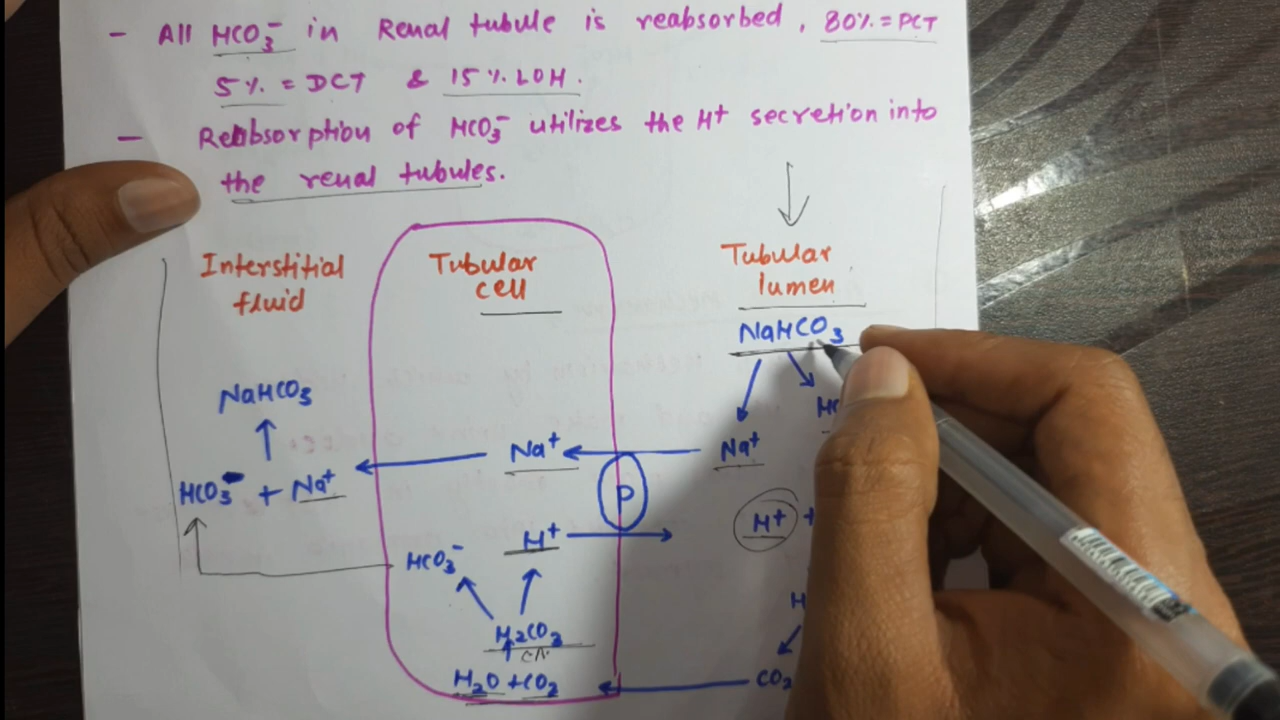 - All HCO3⁻ in Renal tubule is reabsorbed, 80% = PCT
5% = DCT & 15% LOH.
- Reabsorption of HCO3⁻ utilizes the H+ secretion into
the renal tubules.
Interstitial
fluid
Tubular
cell
Tubular
lumen
NaHCO3
NaHCO3
Na+
Na+
HCO3⁻ + Na+
P
H+
H+ +
HCO3⁻
H2CO3
CA
H2O + CO2
CO2